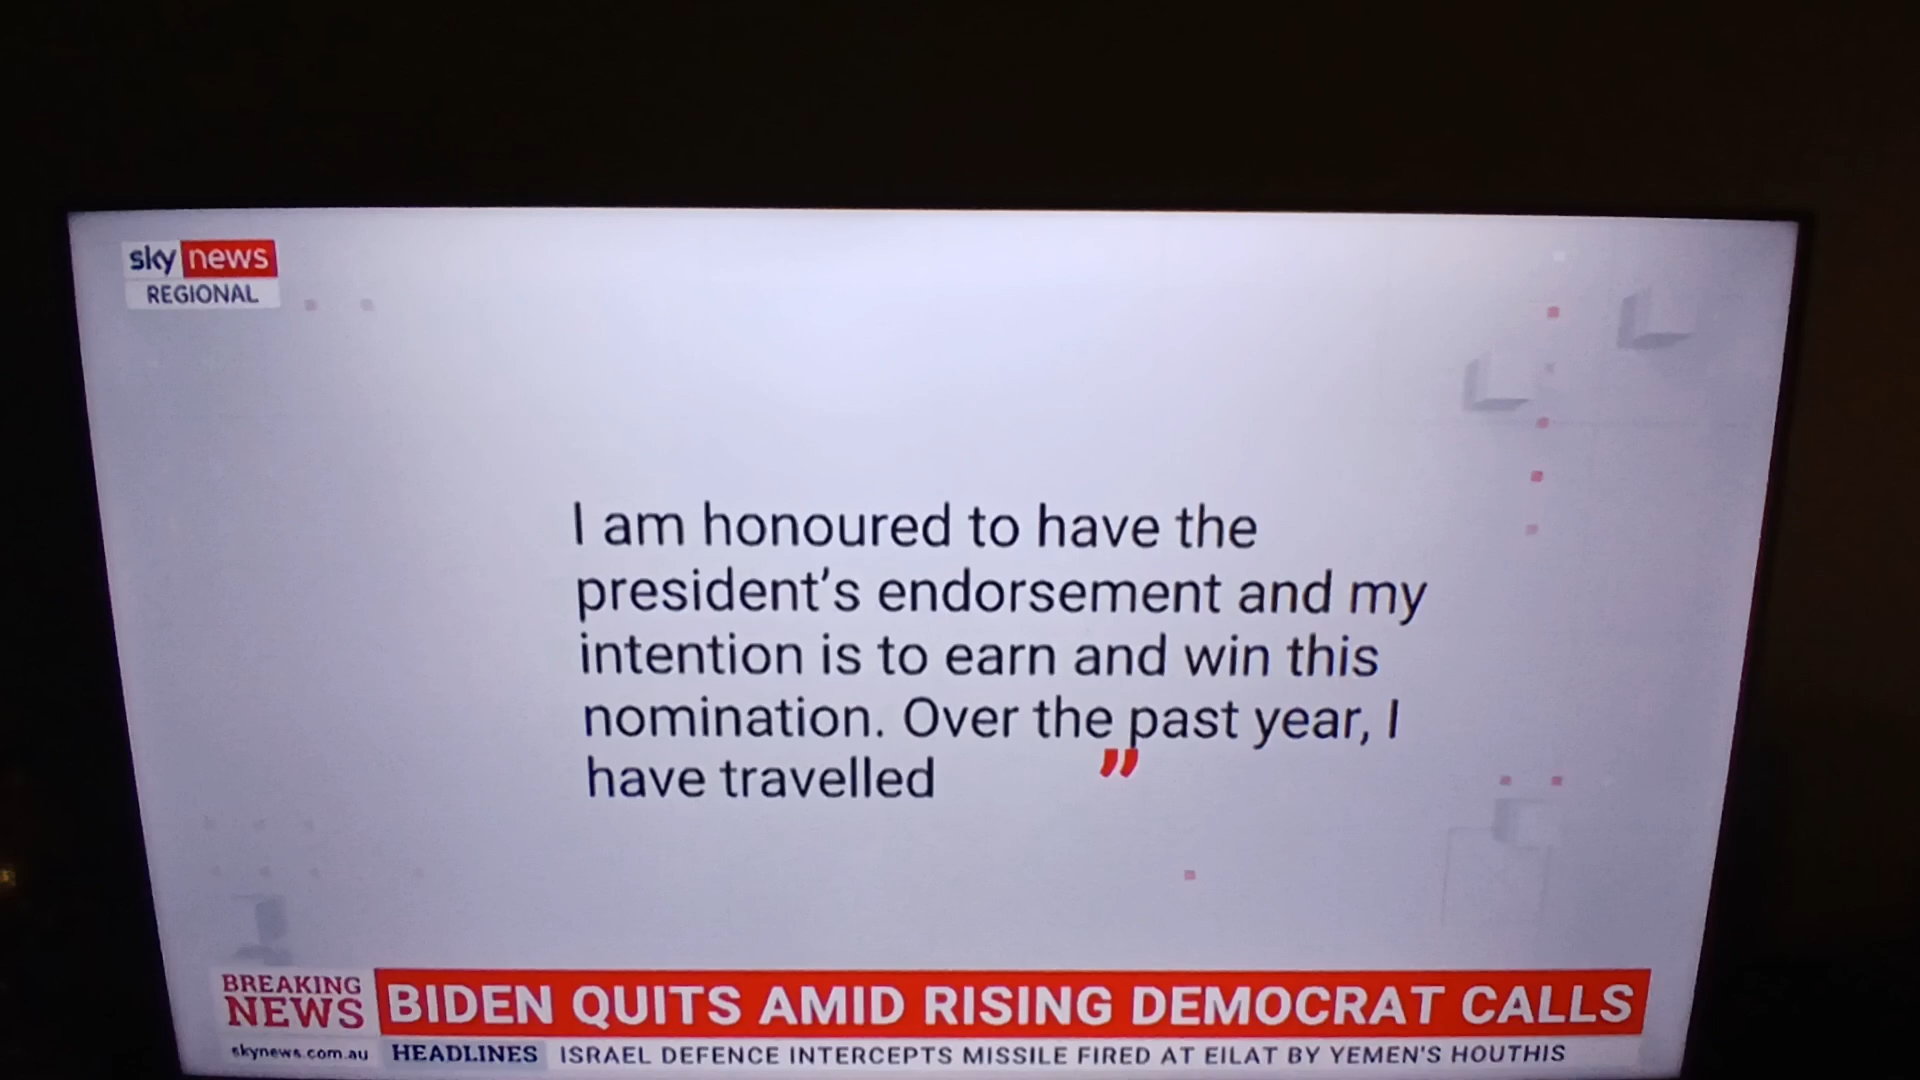 sky news
REGIONAL
I am honoured to have the
president's endorsement and my
intention is to earn and win this
nomination. Over the past year, I
have travelled ”
BREAKING
NEWS
BIDEN QUITS AMID RISING DEMOCRAT CALLS
skynews.com.au HEADLINES ISRAEL DEFENCE INTERCEPTS MISSILE FIRED AT EILAT BY YEMEN'S HOUTHIS